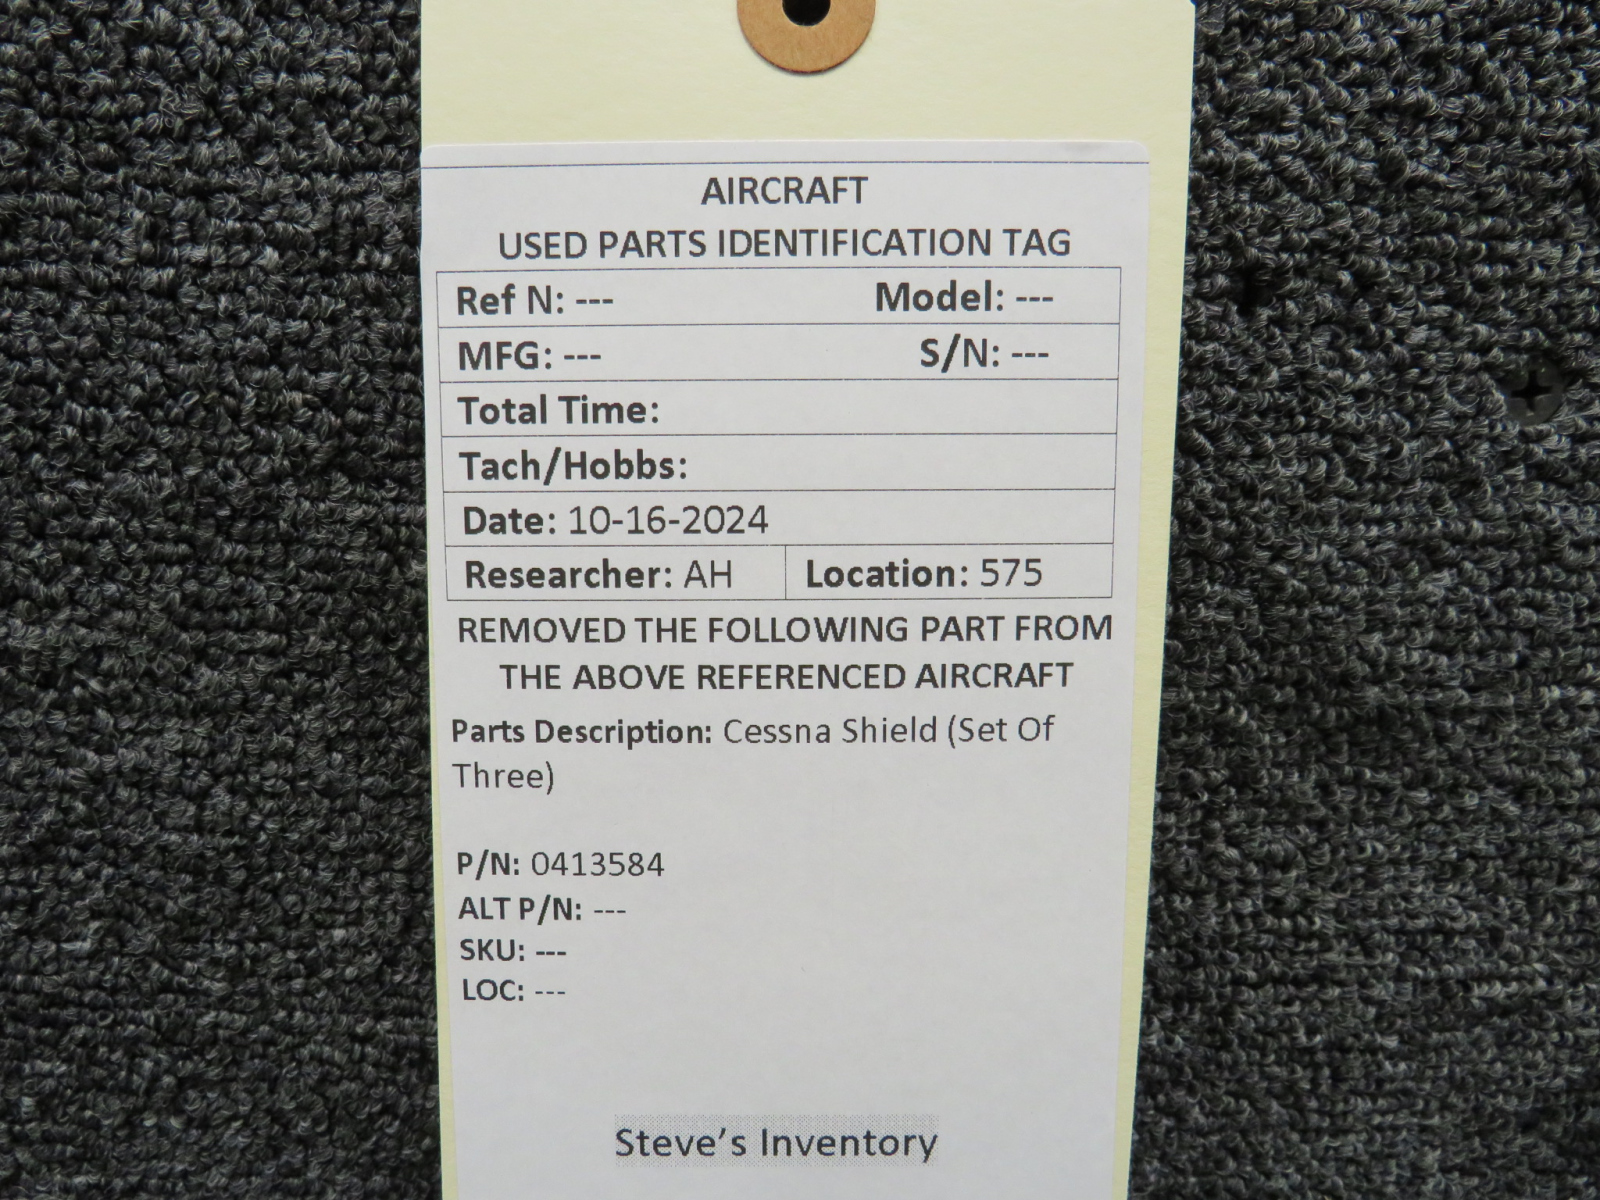 AIRCRAFT
USED PARTS IDENTIFICATION TAG
Ref N: --- Model: ---
MFG: --- S/N: ---
Total Time:
Tach/Hobbs:
Date: 10-16-2024
Researcher: AH Location: 575
REMOVED THE FOLLOWING PART FROM
THE ABOVE REFERENCED AIRCRAFT
Parts Description: Cessna Shield (Set Of
Three)
P/N: 0413584
ALT P/N: ---
SKU: ---
LOC: ---
Steve's Inventory